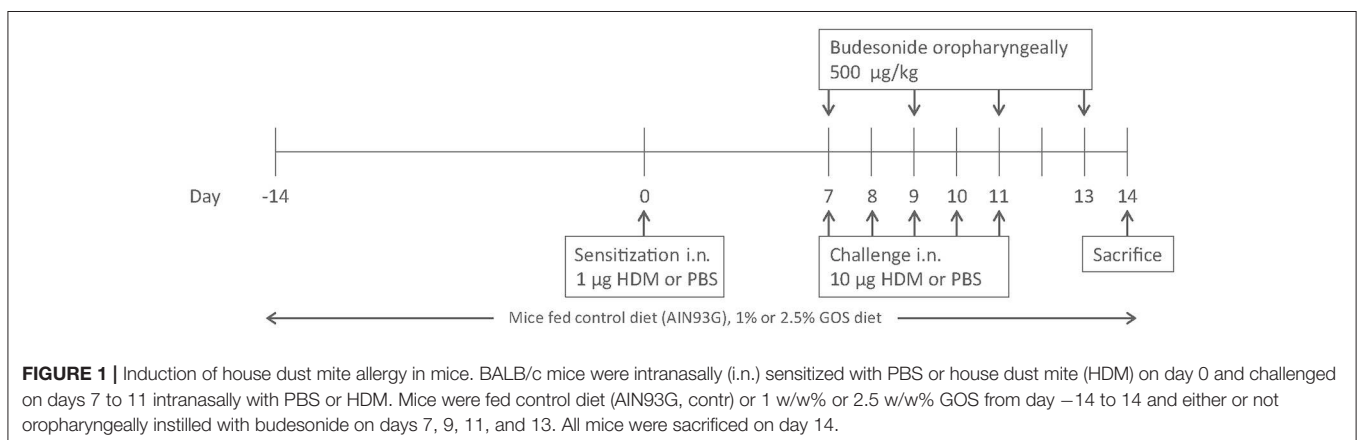 Budesonide oropharyngeally
500 µg/kg
Day -14 0 7 8 9 10 11 13 14
Sensitization i.n.
1 µg HDM or PBS
Challenge i.n.
10 µg HDM or PBS
Sacrifice
Mice fed control diet (AIN93G), 1% or 2.5% GOS diet
FIGURE 1 | Induction of house dust mite allergy in mice. BALB/c mice were intranasally (i.n.) sensitized with PBS or house dust mite (HDM) on day 0 and challenged
on days 7 to 11 intranasally with PBS or HDM. Mice were fed control diet (AIN93G, contr) or 1 w/w% or 2.5 w/w% GOS from day −14 to 14 and either or not
oropharyngeally instilled with budesonide on days 7, 9, 11, and 13. All mice were sacrificed on day 14.